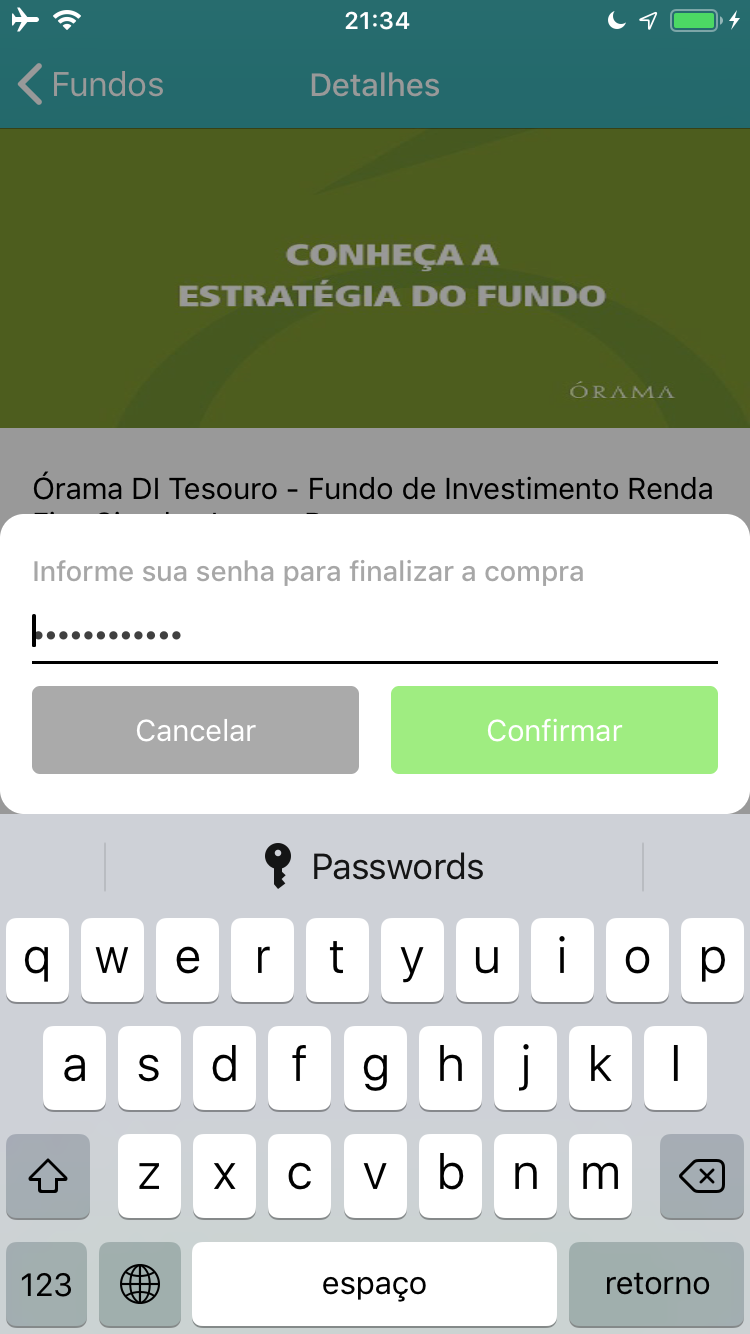 21:34
Fundos
Detalhes
CONHEÇA A
ESTRATÉGIA DO FUNDO
ÓRAMA
Órama DI Tesouro - Fundo de Investimento Renda
Informe sua senha para finalizar a compra
Cancelar
Confirmar
Passwords
q w e r t y u i o p
a s d f g h j k l
z x c v b n m
123
espaço
retorno